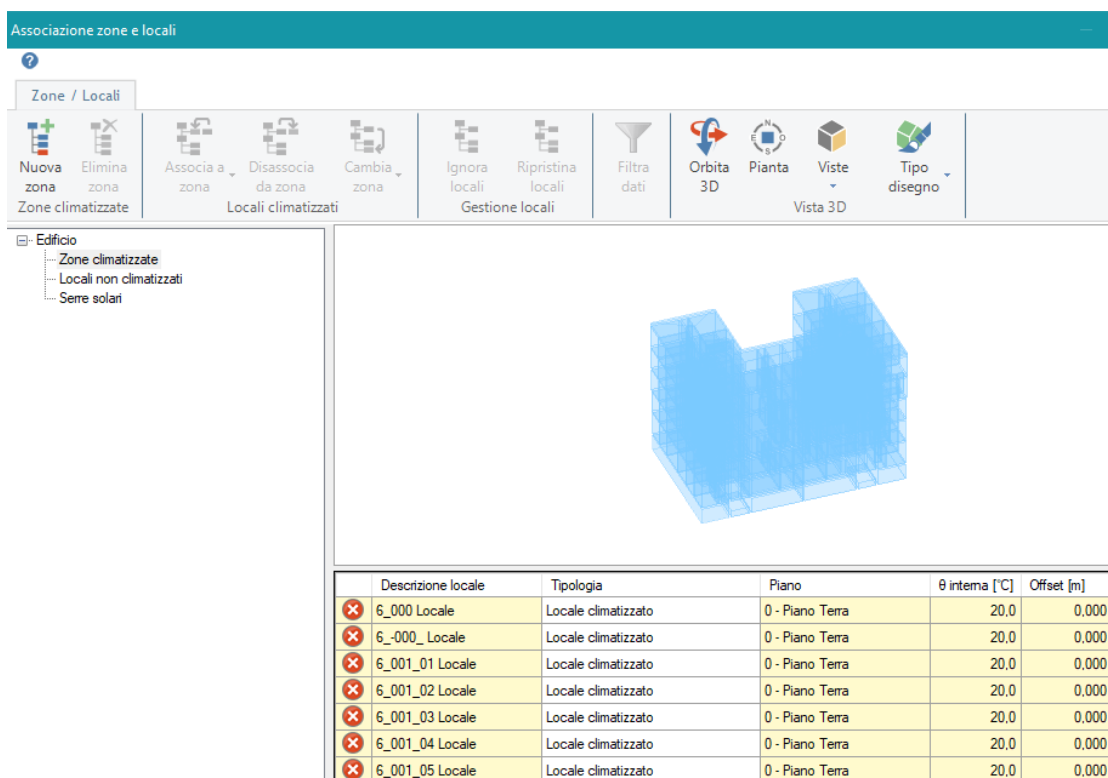 Associazione zone e locali
?
Zone / Locali
Nuova zona Elimina zona Associa a zona Disassocia da zona Cambia zona Ignora locali Ripristina locali Filtra dati Orbita 3D Pianta Viste Tipo disegno
Zone climatizzate Locali climatizzati Gestione locali Vista 3D
Edificio
Zone climatizzate
Locali non climatizzati
Serre solari
Descrizione locale Tipologia Piano θ interna [°C] Offset [m]
6_000 Locale Locale climatizzato 0 - Piano Terra 20,0 0,000
6_-000_ Locale Locale climatizzato 0 - Piano Terra 20,0 0,000
6_001_01 Locale Locale climatizzato 0 - Piano Terra 20,0 0,000
6_001_02 Locale Locale climatizzato 0 - Piano Terra 20,0 0,000
6_001_03 Locale Locale climatizzato 0 - Piano Terra 20,0 0,000
6_001_04 Locale Locale climatizzato 0 - Piano Terra 20,0 0,000
6_001_05 Locale Locale climatizzato 0 - Piano Terra 20,0 0,000